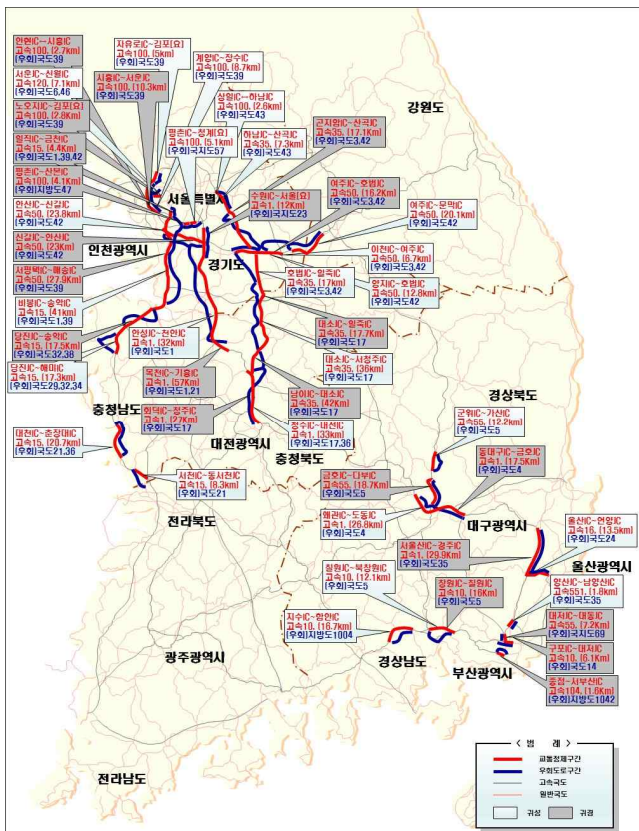 안현IC↔서흥IC
고속100, (2.7km)
(우회)국도39
서운IC~신월IC
고속120, (7.1km)
(우회)국도6,46
노오지IC~김포(요)
고속100, (2.8Km)
(우회)국도39
일직IC~금천IC
고속15, (4.4Km)
(우회)국도1,39,42
평촌IC~산본IC
고속100, (4.1Km)
(우회)지방도47
안산IC~신갈IC
고속50, (23.8km)
(우회)국도42
신갈IC~안산IC
고속50, (23Km)
(우회)국도42
서평택IC~매송IC
고속50, (27.9Km)
(우회)국도39
비봉IC~송악IC
고속15, (41km)
(우회)국도1,39
당진IC~송악IC
고속15, (17.5Km)
(우회)국도32,38
당진IC~해미IC
고속15, (17.3Km)
(우회)국도29,32,34
자유로IC~김포(요)
고속100, (5km)
(우회)국도39
시흥IC~서운IC
고속100, (10.3km)
(우회)국도39
계양IC~장수IC
고속100, (8.7km)
(우회)국도39
상일IC↔하남IC
고속100, (2.6km)
(우회)국도43
평촌IC~청계(요)
고속100, (5.1km)
(우회)국지도57
하남IC~산곡IC
고속35, (7.3km)
(우회)국도43
곤지암IC~산곡IC
고속35, (17.1Km)
(우회)국도3,42
수원IC~서울(요)
고속1, (12Km)
(우회)국지도23
여주IC~호법IC
고속50, (16.2Km)
(우회)국도3,42
여주IC~문막IC
고속50, (20.1km)
(우회)국도42
이천IC~여주IC
고속50, (6.7km)
(우회)국도3,42
양지IC~호법IC
고속50, (12.8km)
(우회)국도42
호법IC~일죽IC
고속35, (17km)
(우회)국도3,42
대소IC~일죽IC
고속35, (17.7Km)
(우회)국도17
대소IC~서청주IC
고속35, (36km)
(우회)국도17
남이IC~대소IC
고속35, (42Km)
(우회)국도17
청주IC~대전IC
고속1, (33km)
(우회)국도17,36
안성IC~천안IC
고속1, (32km)
(우회)국도1
목천IC~기흥IC
고속1, (57Km)
(우회)국도1,21
회덕IC~청주IC
고속1, (27Km)
(우회)국도17
대천IC~춘장대IC
고속15, (20.7km)
(우회)국도21,36
서천IC~동서천IC
고속15, (8.3km)
(우회)국도21
군위IC~가산IC
고속55, (12.2km)
(우회)국도5
동대구IC~금호IC
고속1, (17.5Km)
(우회)국도4
금호IC~다부IC
고속55, (18.7Km)
(우회)국도5
왜관IC~도동IC
고속1, (26.8km)
(우회)국도4
울산IC~언양IC
고속16, (13.5km)
(우회)국도24
서울산IC~경주IC
고속1, (29.9Km)
(우회)국도35
칠원IC~북창원IC
고속10, (12.1km)
(우회)국도5
창원IC~칠원IC
고속10, (16Km)
(우회)국도5
지수IC~함안IC
고속10, (16.7km)
(우회)지방도1004
양산IC~남양산IC
고속551, (1.8km)
(우회)국도35
대저IC~대동IC
고속55, (7.2Km)
(우회)국지도69
구포IC~대저IC
고속10, (6.1Km)
(우회)국도14
종점~서부산IC
고속104, (1.6Km)
(우회)지방도1042
강원도
서울특별시
인천광역시
경기도
충청남도
대전광역시
충청북도
경상북도
전라북도
대구광역시
울산광역시
광주광역시
경상남도
부산광역시
전라남도
< 범 례 >
교통정체구간
우회도로구간
고속국도
일반국도
귀성
귀경